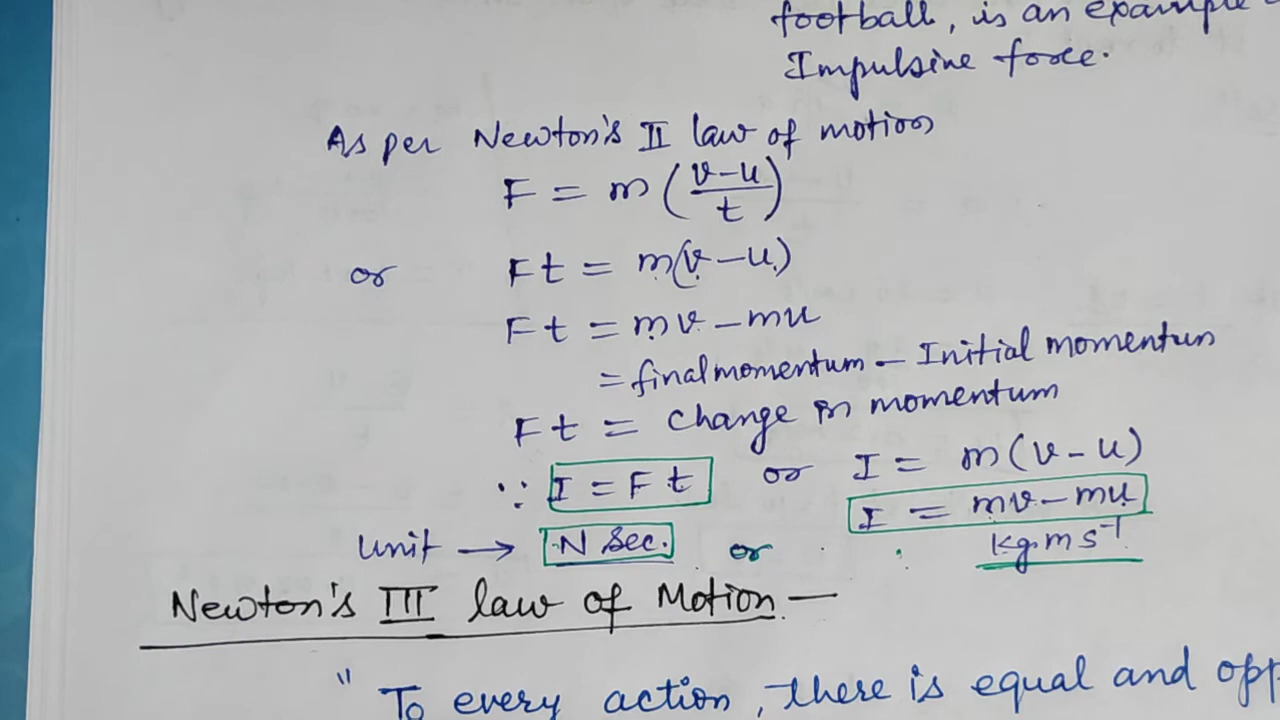 football, is an example
Impulsive force.
As per Newton's II law of motion
F = m (v-u/t)
or Ft = m(v-u)
Ft = mv - mu
= final momentum - Initial momentum
Ft = change in momentum
∵ I = Ft or I = m(v-u)
I = mv - mu
Unit → N Sec. or kg.ms⁻¹
Newton's III law of Motion —
" To every action, there is equal and opp